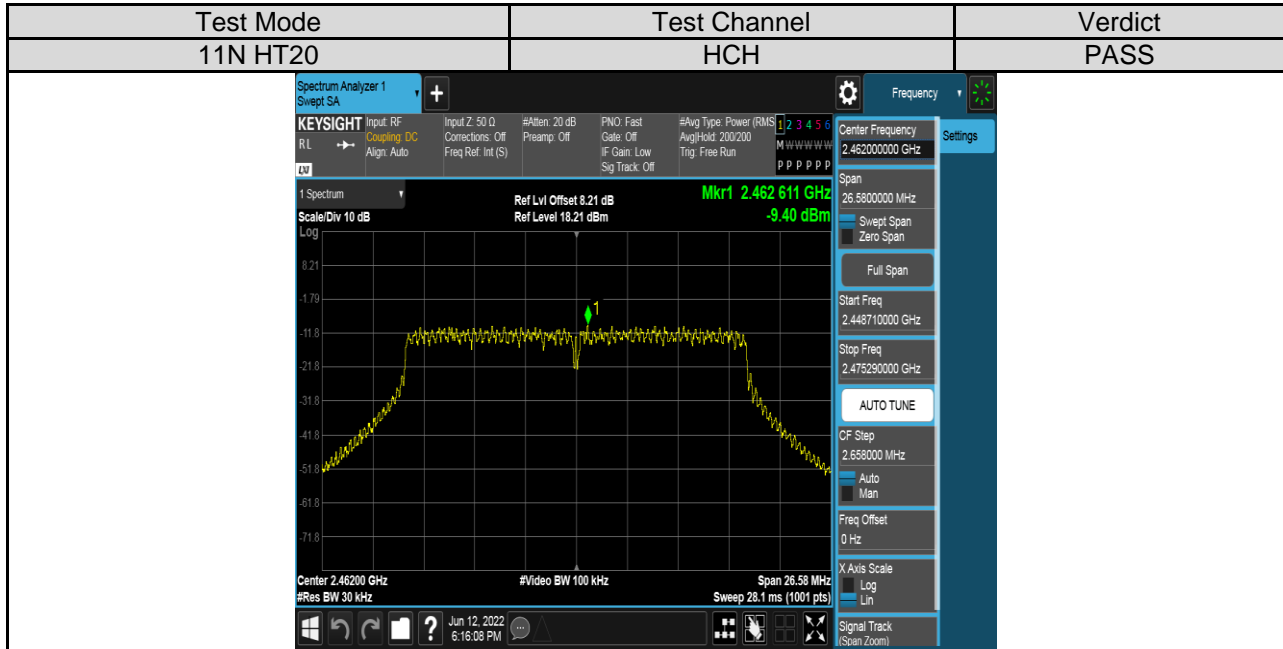 Test Mode Test Channel Verdict
11N HT20 HCH PASS
Spectrum Analyzer 1
Swept SA
+
Frequency
KEYSIGHT
RL
LXI
Input: RF
Coupling: DC
Align: Auto
Input Z: 50 Ω
Corrections: Off
Freq Ref: Int (S)
#Atten: 20 dB
Preamp: Off
PNO: Fast
Gate: Off
IF Gain: Low
Sig Track: Off
#Avg Type: Power (RMS
Avg|Hold: 200/200
Trig: Free Run
1 2 3 4 5 6
M W W W W W
P P P P P P
1 Spectrum
Scale/Div 10 dB
Log
Ref Lvl Offset 8.21 dB
Ref Level 18.21 dBm
Mkr1 2.462 611 GHz
-9.40 dBm
8.21
-1.79
-11.8
-21.8
-31.8
-41.8
-51.8
-61.8
-71.8
1
Center 2.46200 GHz
#Res BW 30 kHz
#Video BW 100 kHz
Span 26.58 MHz
Sweep 28.1 ms (1001 pts)
Jun 12, 2022
6:16:08 PM
?
Center Frequency
2.462000000 GHz
Settings
Span
26.5800000 MHz
Swept Span
Zero Span
Full Span
Start Freq
2.448710000 GHz
Stop Freq
2.475290000 GHz
AUTO TUNE
CF Step
2.658000 MHz
Auto
Man
Freq Offset
0 Hz
X Axis Scale
Log
Lin
Signal Track
(Span Zoom)